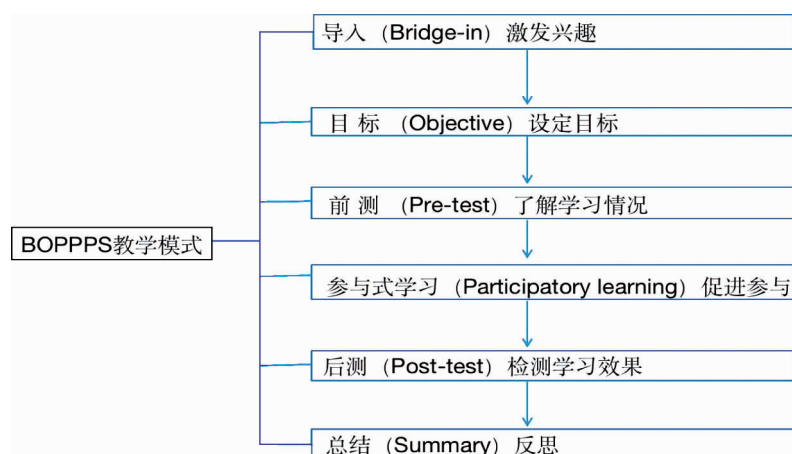 导入（Bridge-in）激发兴趣
目 标 （Objective）设定目标
前 测 （Pre-test）了解学习情况
BOPPPS教学模式
参与式学习（Participatory learning）促进参与
后测（Post-test）检测学习效果
总结（Summary）反思